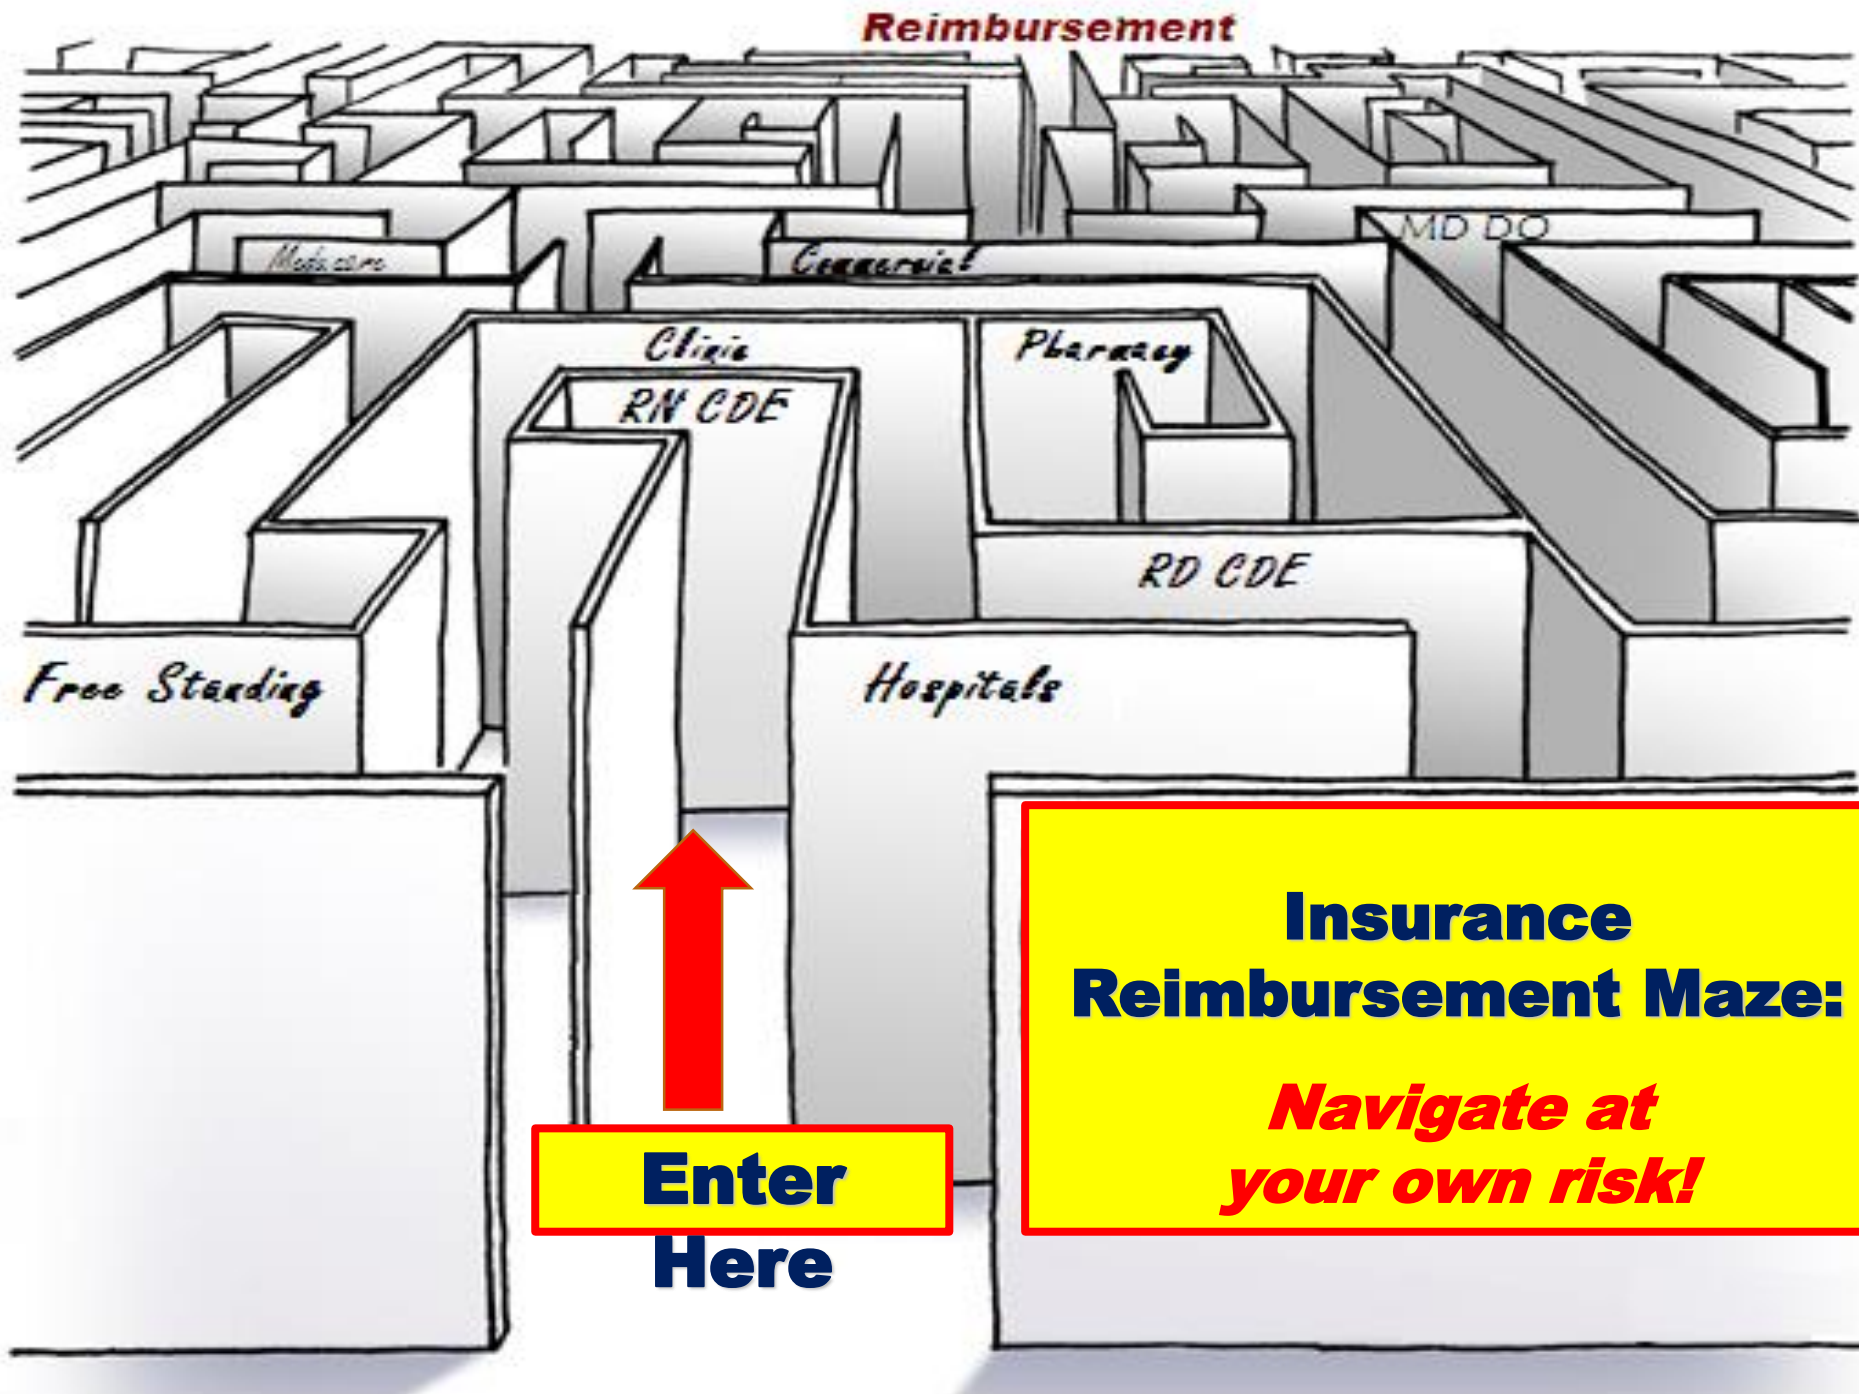 Reimbursement
MD DO
Medicare
Commercial
Clinic
Pharmacy
RN CDE
RD CDE
Free Standing
Hospitals
Insurance
Reimbursement Maze:
Navigate at
your own risk!
Enter
Here